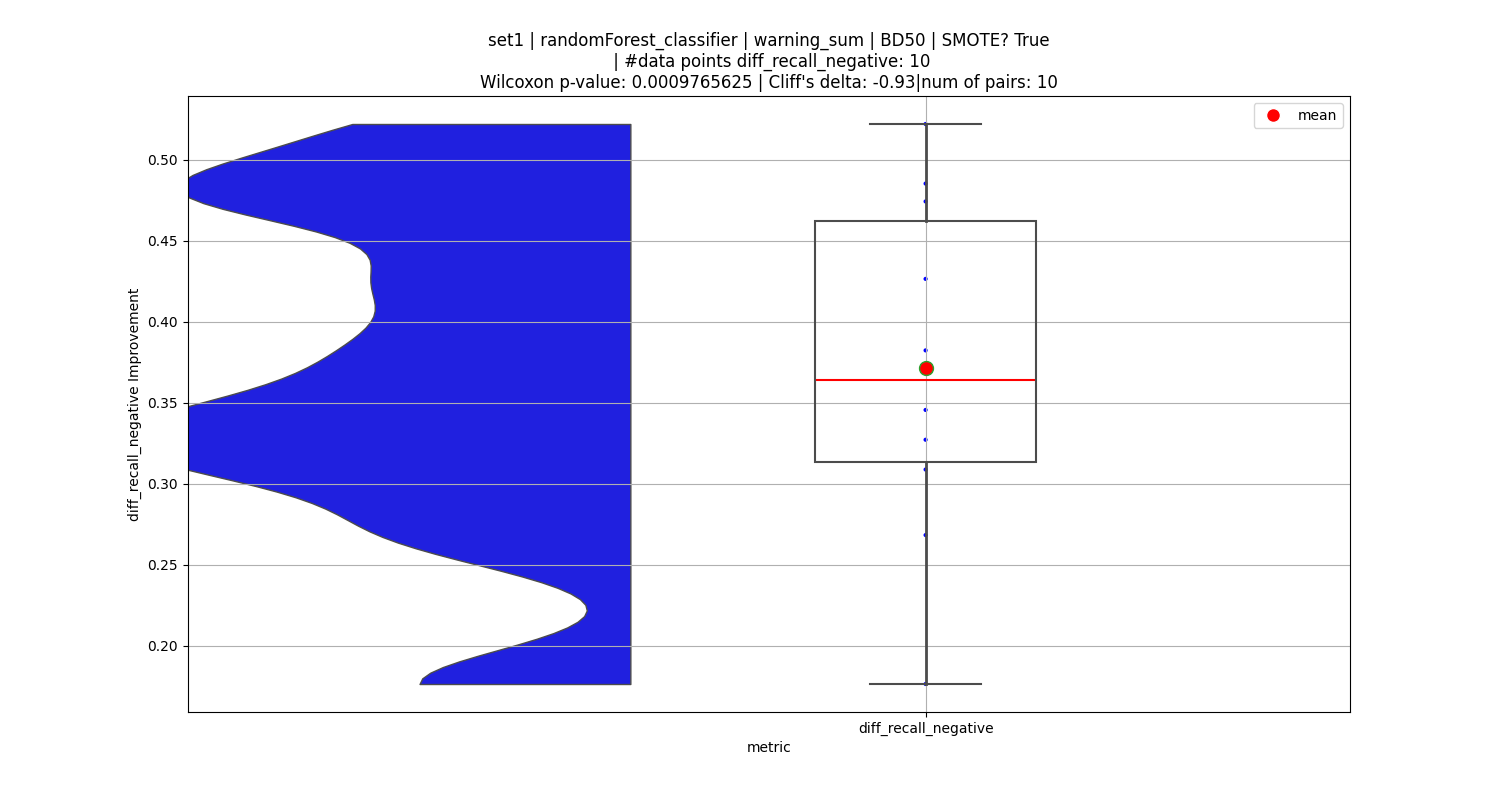 set1 | randomForest_classifier | warning_sum | BD50 | SMOTE? True
| #data points diff_recall_negative: 10
Wilcoxon p-value: 0.0009765625 | Cliff's delta: -0.93|num of pairs: 10
mean
0.50
0.45
0.40
0.35
0.30
0.25
0.20
diff_recall_negative Improvement
diff_recall_negative
metric